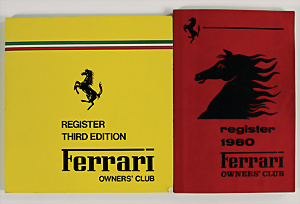 REGISTER
THIRD EDITION
Ferrari
OWNERS' CLUB
register
1980
Ferrari
OWNERS' CLUB